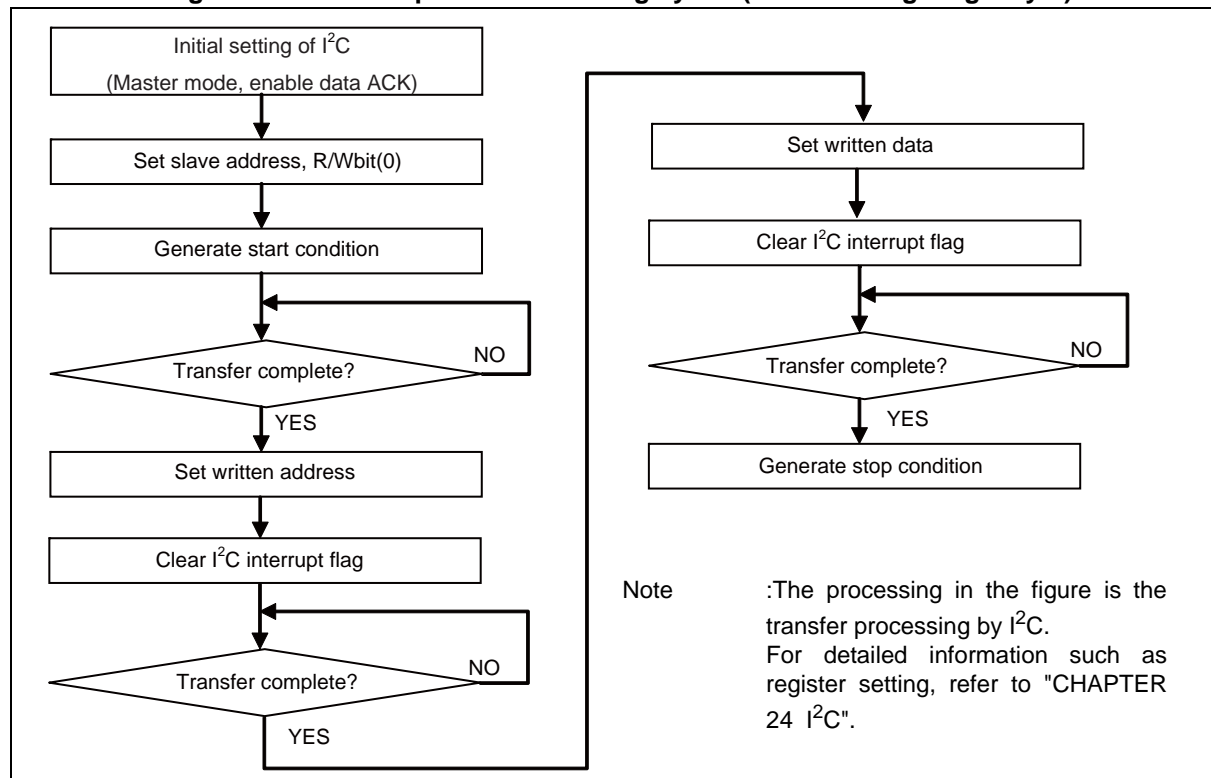 Initial setting of I²C
(Master mode, enable data ACK)
Set slave address, R/Wbit(0)
Generate start condition
Transfer complete?
NO
YES
Set written address
Clear I²C interrupt flag
Transfer complete?
NO
YES
Set written data
Clear I²C interrupt flag
Transfer complete?
NO
YES
Generate stop condition
Note :The processing in the figure is the
transfer processing by I²C.
For detailed information such as
register setting, refer to "CHAPTER
24 I²C".